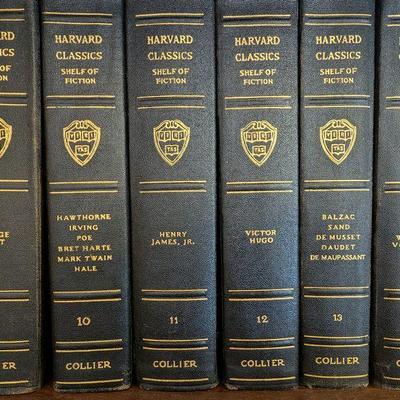 HARVARD
CLASSICS
SHELF OF
FICTION
HAWTHORNE
IRVING
POE
BRET HARTE
MARK TWAIN
HALE
10
COLLIER
HARVARD
CLASSICS
SHELF OF
FICTION
HENRY
JAMES, JR.
11
COLLIER
HARVARD
CLASSICS
SHELF OF
FICTION
VICTOR
HUGO
12
COLLIER
HARVARD
CLASSICS
SHELF OF
FICTION
BALZAC
SAND
DE MUSSET
DAUDET
DE MAUPASSANT
13
COLLIER